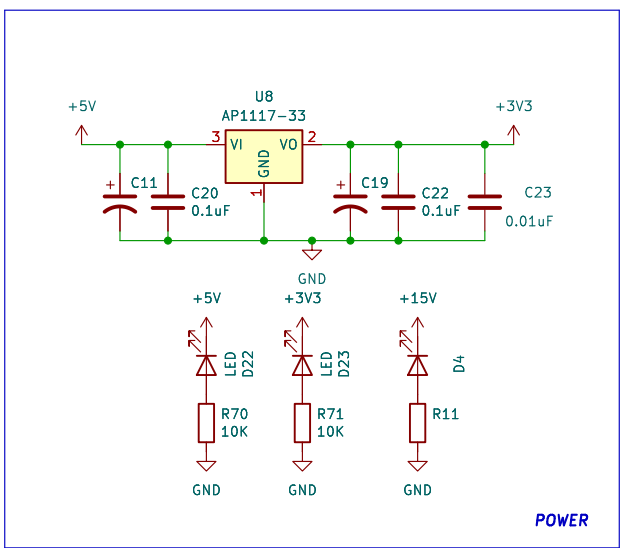 U8
AP1117-33
+5V
+3V3
3
VI
VO
2
GND
1
+
C11
C20
0.1uF
+
C19
C22
0.1uF
C23
0.01uF
GND
+5V
+3V3
+15V
LED
D22
LED
D23
D4
R70
10K
R71
10K
R11
GND
GND
GND
POWER